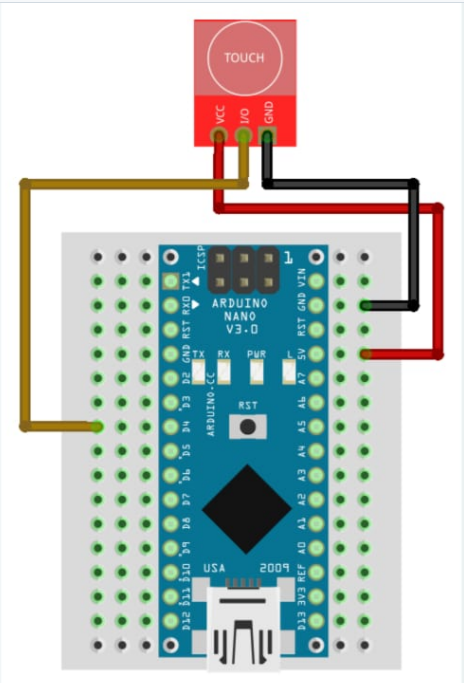 TOUCH
VCC
I/O
GND
ICSP
1
ARDUINO
NANO
V3.0
TX
RX
PWR
L
ARDUINO.CC
RST
USA
2009
TX1
RX0
RST
GND
D2
D3
D4
D5
D6
D7
D8
D9
D10
D11
D12
VIN
GND
RST
5V
A7
A6
A5
A4
A3
A2
A1
A0
REF
3V3
D13